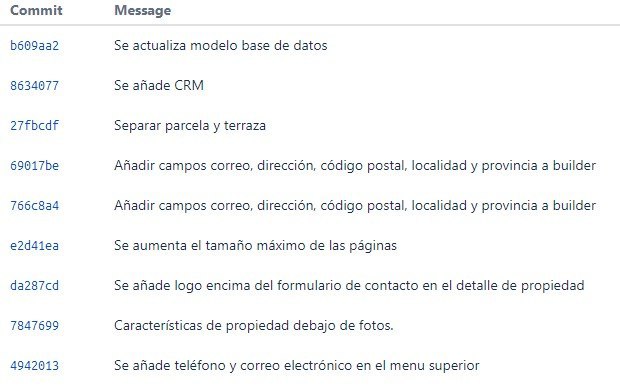 Commit Message
b609aa2 Se actualiza modelo base de datos
8634077 Se añade CRM
27fbcdf Separar parcela y terraza
69017be Añadir campos correo, dirección, código postal, localidad y provincia a builder
766c8a4 Añadir campos correo, dirección, código postal, localidad y provincia a builder
e2d41ea Se aumenta el tamaño máximo de las páginas
da287cd Se añade logo encima del formulario de contacto en el detalle de propiedad
7847699 Características de propiedad debajo de fotos.
4942013 Se añade teléfono y correo electrónico en el menu superior